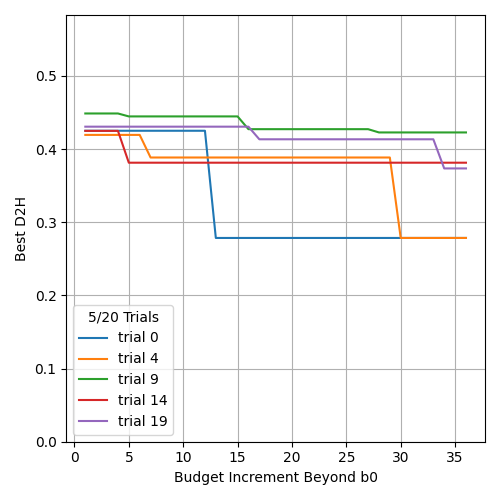 0.5
0.4
0.3
0.2
0.1
0.0
Best D2H
5/20 Trials
trial 0
trial 4
trial 9
trial 14
trial 19
0 5 10 15 20 25 30 35
Budget Increment Beyond b0